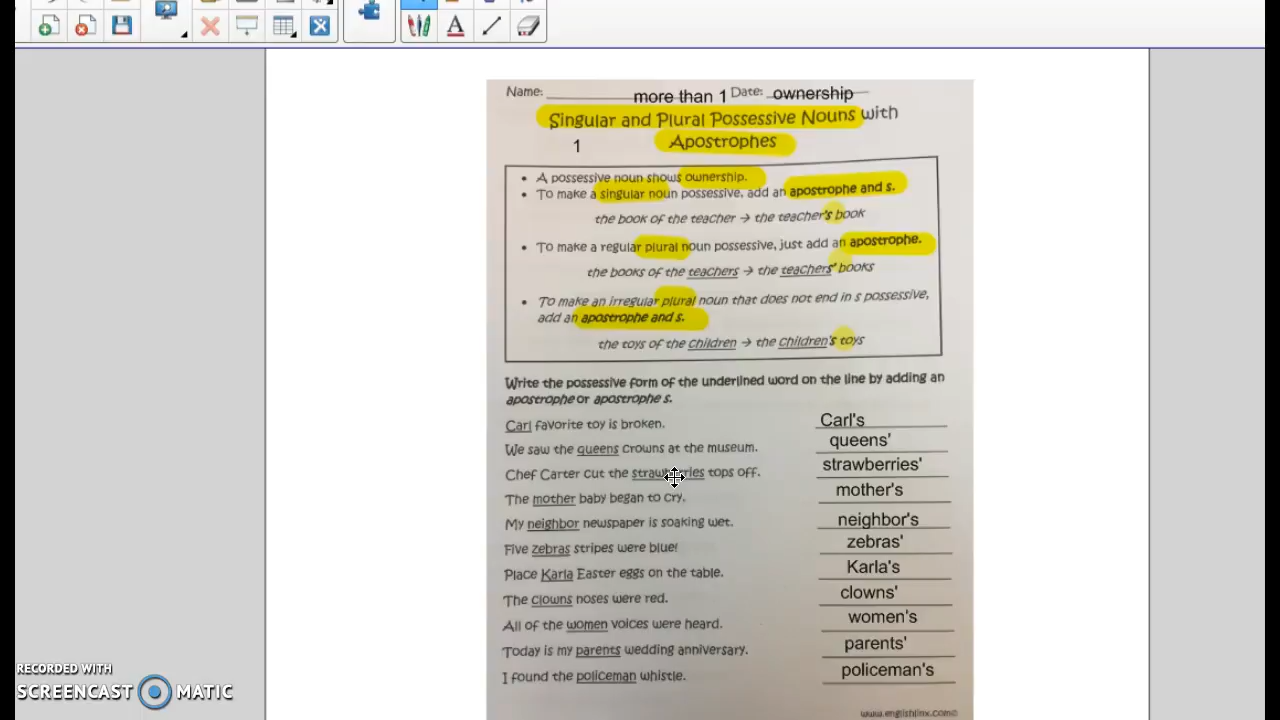 Name: more than 1 Date: ownership
Singular and Plural Possessive Nouns with
1 Apostrophes
• A possessive noun shows ownership.
• To make a singular noun possessive, add an apostrophe and s.
the book of the teacher → the teacher's book
• To make a regular plural noun possessive, just add an apostrophe.
the books of the teachers → the teachers' books
• To make an irregular plural noun that does not end in s possessive,
add an apostrophe and s.
the toys of the children → the children's toys
Write the possessive form of the underlined word on the line by adding an
apostrophe or apostrophe s.
Carl favorite toy is broken. Carl's
We saw the queens crowns at the museum. queens'
Chef Carter cut the strawberries tops off. strawberries'
The mother baby began to cry. mother's
My neighbor newspaper is soaking wet. neighbor's
Five zebras stripes were blue! zebras'
Place Karla Easter eggs on the table. Karla's
The clowns noses were red. clowns'
All of the women voices were heard. women's
Today is my parents wedding anniversary. parents'
I found the policeman whistle. policeman's
www.englishlinx.com©
RECORDED WITH
SCREENCAST MATIC